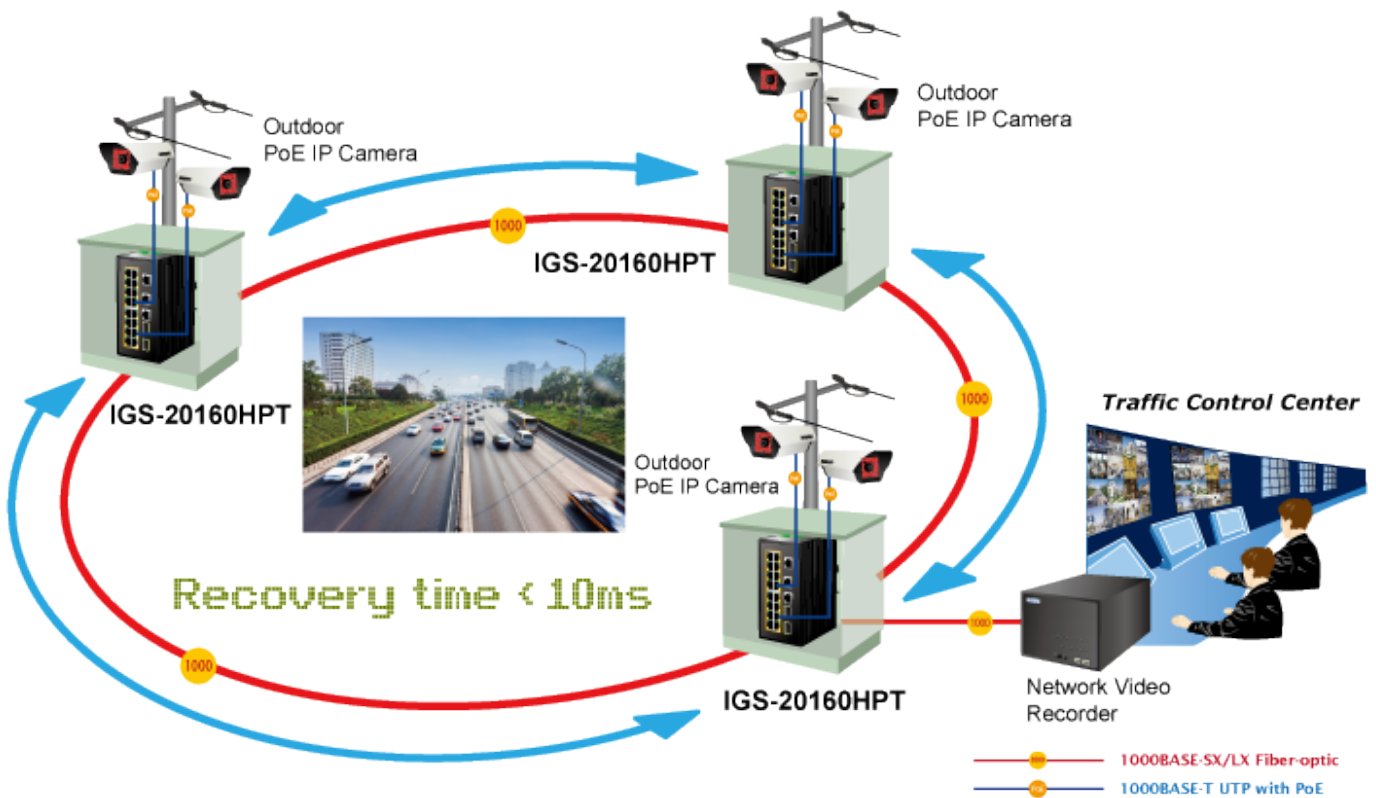 Outdoor
PoE IP Camera
Outdoor
PoE IP Camera
1000
IGS-20160HPT
IGS-20160HPT
1000
Traffic Control Center
Outdoor
PoE IP Camera
Recovery time < 10ms
1000
1000
IGS-20160HPT
Network Video
Recorder
1000BASE-SX/LX Fiber-optic
1000BASE-T UTP with PoE